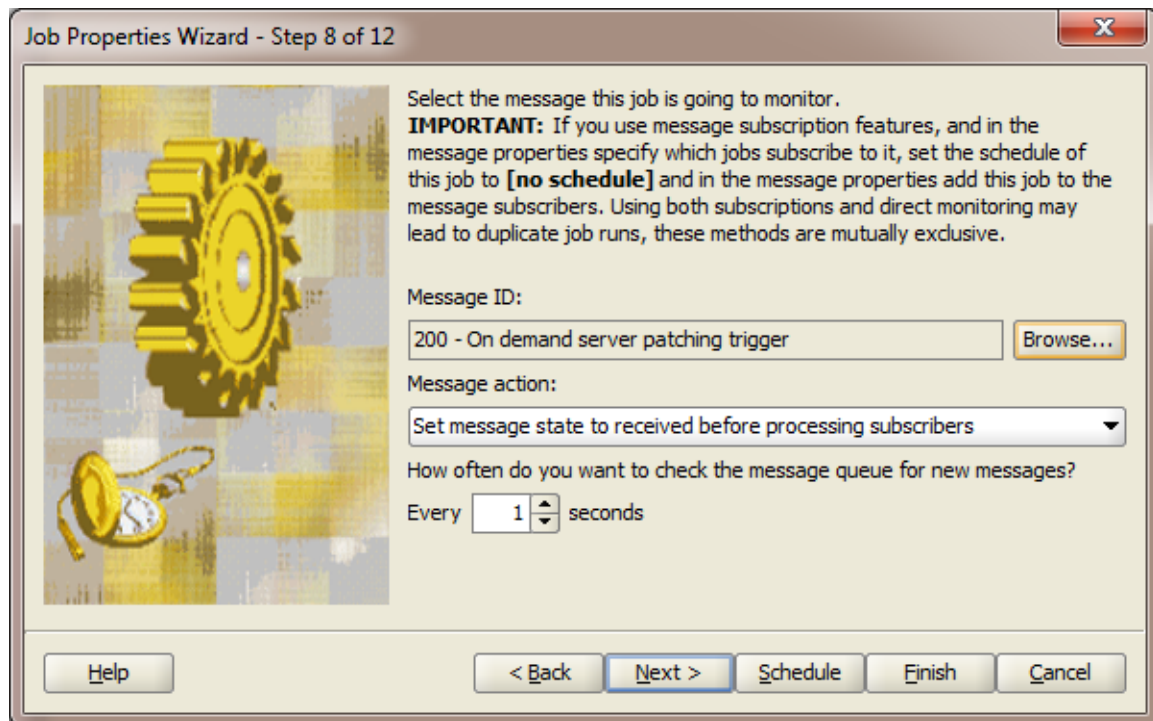 Job Properties Wizard - Step 8 of 12
X
Select the message this job is going to monitor.
IMPORTANT: If you use message subscription features, and in the
message properties specify which jobs subscribe to it, set the schedule of
this job to [no schedule] and in the message properties add this job to the
message subscribers. Using both subscriptions and direct monitoring may
lead to duplicate job runs, these methods are mutually exclusive.
Message ID:
200 - On demand server patching trigger Browse...
Message action:
Set message state to received before processing subscribers
How often do you want to check the message queue for new messages?
Every 1 seconds
Help < Back Next > Schedule Finish Cancel